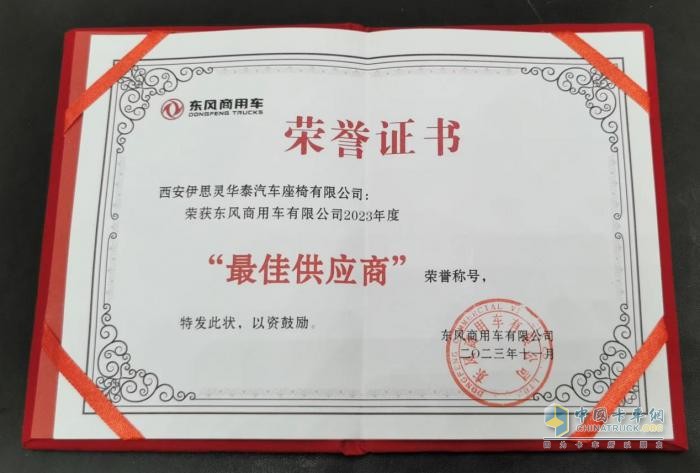 东风商用车
DONGFENG TRUCKS
荣誉证书
西安伊思灵华泰汽车座椅有限公司：
荣获东风商用车有限公司2023年度
“最佳供应商”荣誉称号，
特发此状，以资鼓励。
东风商用车有限公司
二〇二三年十一月
中国卡车网
CHINATRUCK.ORG